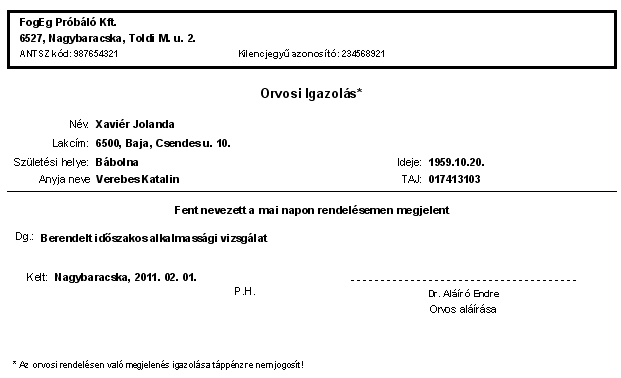 FogEg Próbáló Kft.
6527, Nagybaracska, Toldi M. u. 2.
ANTSZ kód: 987654321 Kilencjegyű azonosító: 234568921
Orvosi Igazolás*
Név: Xaviér Jolanda
Lakcím: 6500, Baja, Csendes u. 10.
Születési helye: Bábolna Ideje: 1959.10.20.
Anyja neve Verebes Katalin TAJ: 017413103
Fent nevezett a mai napon rendelésemen megjelent
Dg.: Berendelt időszakos alkalmassági vizsgálat
Kelt: Nagybaracska, 2011. 02. 01.
P.H.
Dr. Aláíró Endre
Orvos aláírása
* Az orvosi rendelésen való megjelenés igazolása táppénzre nem jogosít!